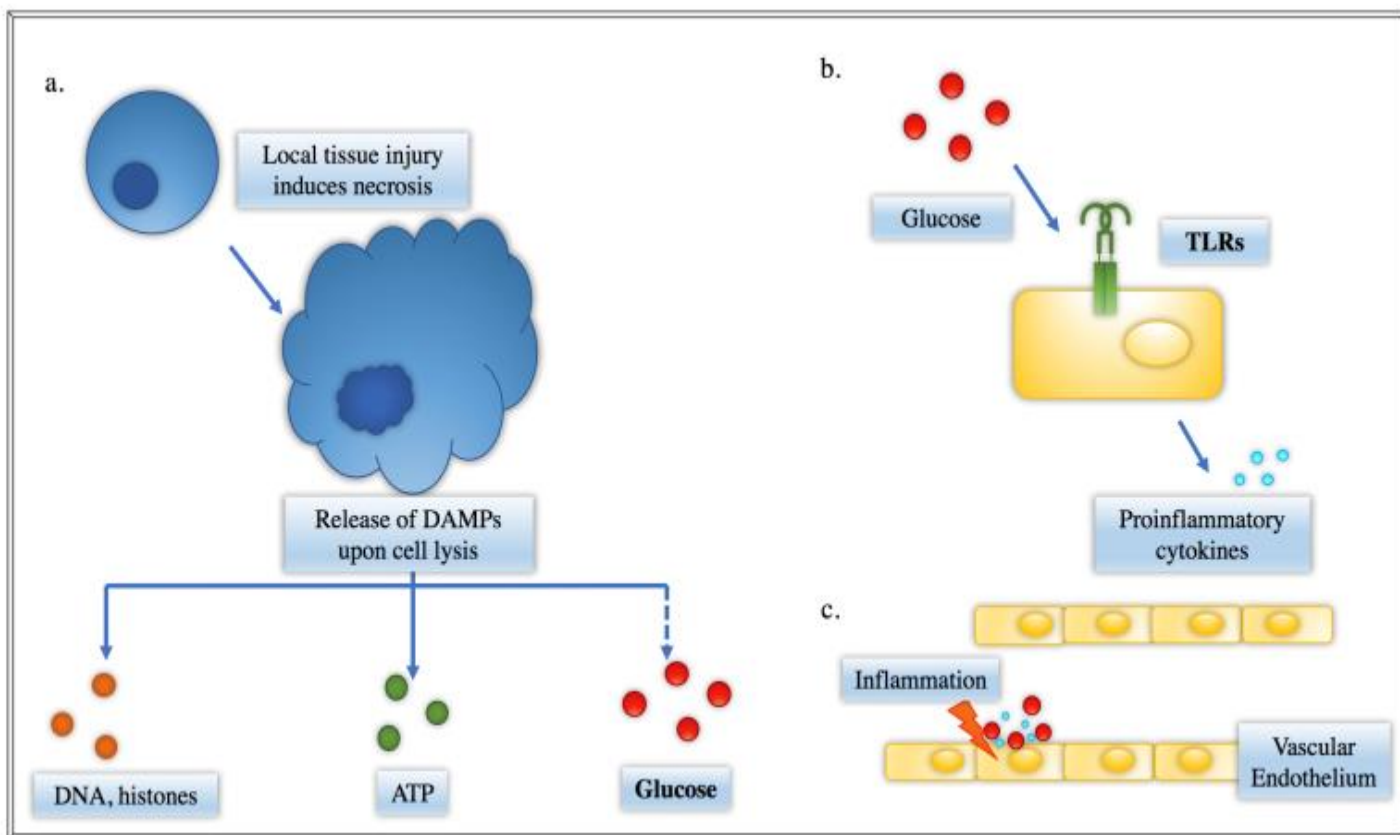 a.
Local tissue injury
induces necrosis
Release of DAMPs
upon cell lysis
DNA, histones
ATP
Glucose
b.
Glucose
TLRs
Proinflammatory
cytokines
c.
Inflammation
Vascular
Endothelium